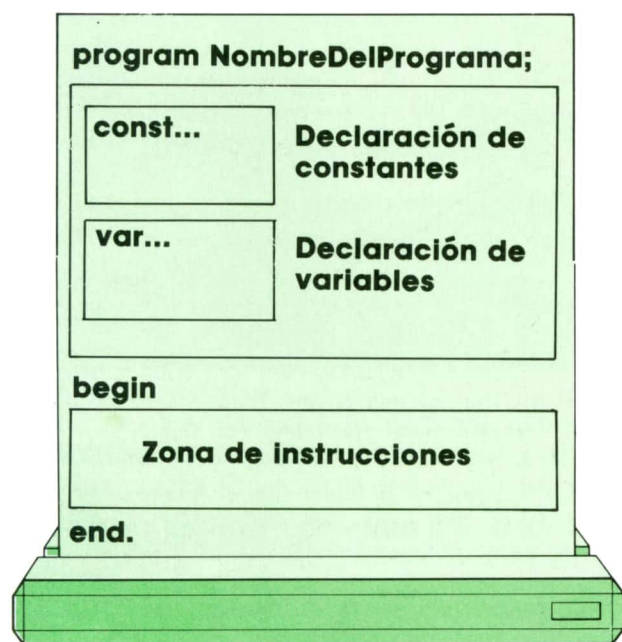 program NombreDelPrograma;
const...
Declaración de
constantes
var...
Declaración de
variables
begin
Zona de instrucciones
end.